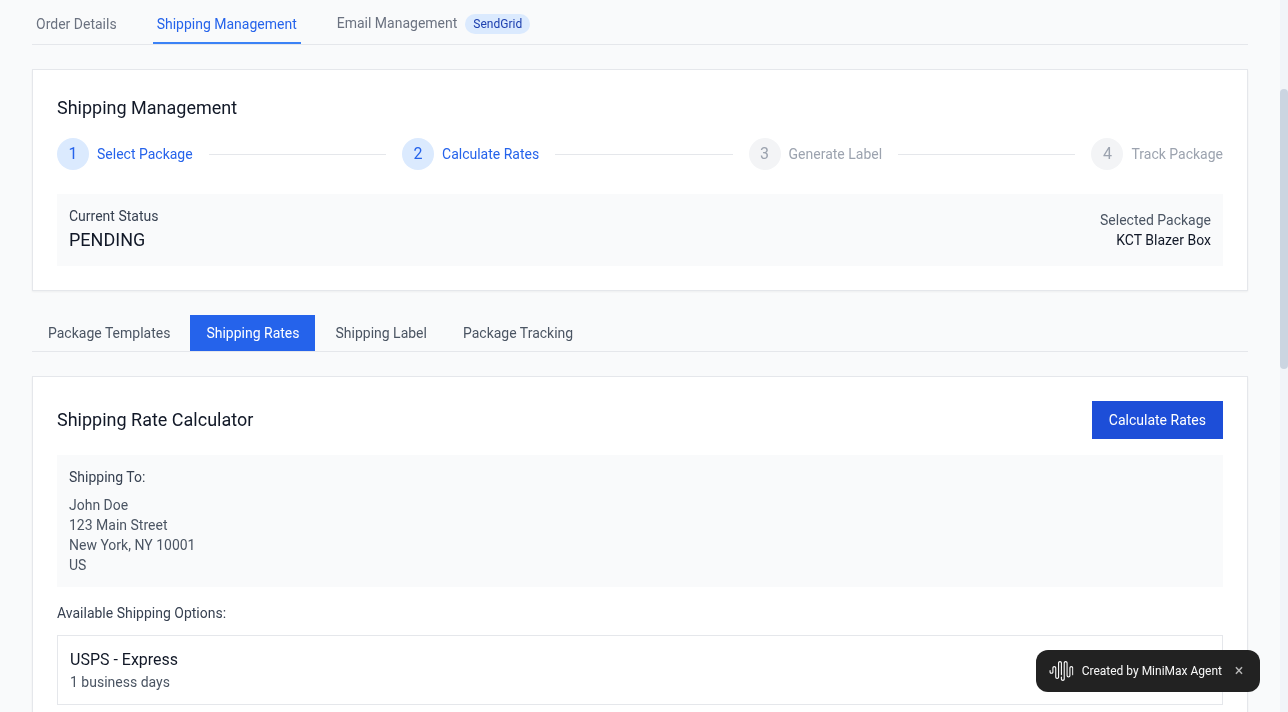 Order Details
Shipping Management
Email Management
SendGrid
Shipping Management
1 Select Package
2 Calculate Rates
3 Generate Label
4 Track Package
Current Status
PENDING
Selected Package
KCT Blazer Box
Package Templates
Shipping Rates
Shipping Label
Package Tracking
Shipping Rate Calculator
Calculate Rates
Shipping To:
John Doe
123 Main Street
New York, NY 10001
US
Available Shipping Options:
USPS - Express
1 business days
Created by MiniMax Agent ×